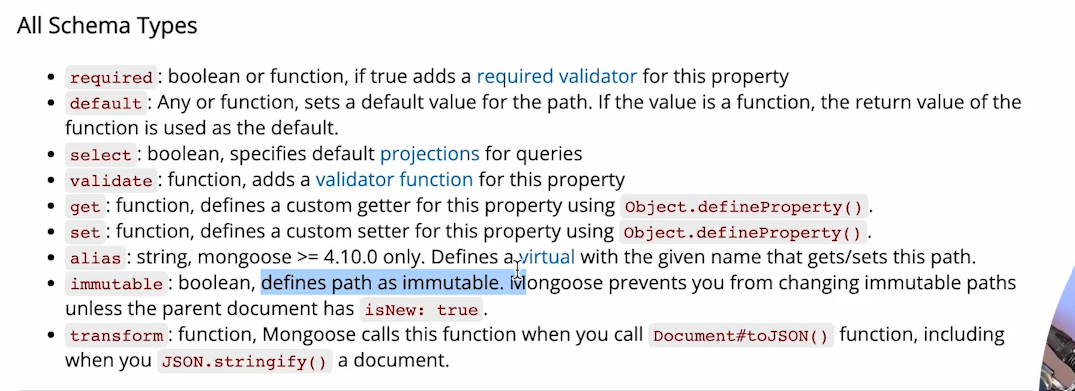 All Schema Types
• required: boolean or function, if true adds a required validator for this property
• default: Any or function, sets a default value for the path. If the value is a function, the return value of the
function is used as the default.
• select: boolean, specifies default projections for queries
• validate: function, adds a validator function for this property
• get: function, defines a custom getter for this property using Object.defineProperty().
• set: function, defines a custom setter for this property using Object.defineProperty().
• alias: string, mongoose >= 4.10.0 only. Defines a virtual with the given name that gets/sets this path.
• immutable: boolean, defines path as immutable. Mongoose prevents you from changing immutable paths
unless the parent document has isNew: true.
• transform: function, Mongoose calls this function when you call Document#toJSON() function, including
when you JSON.stringify() a document.